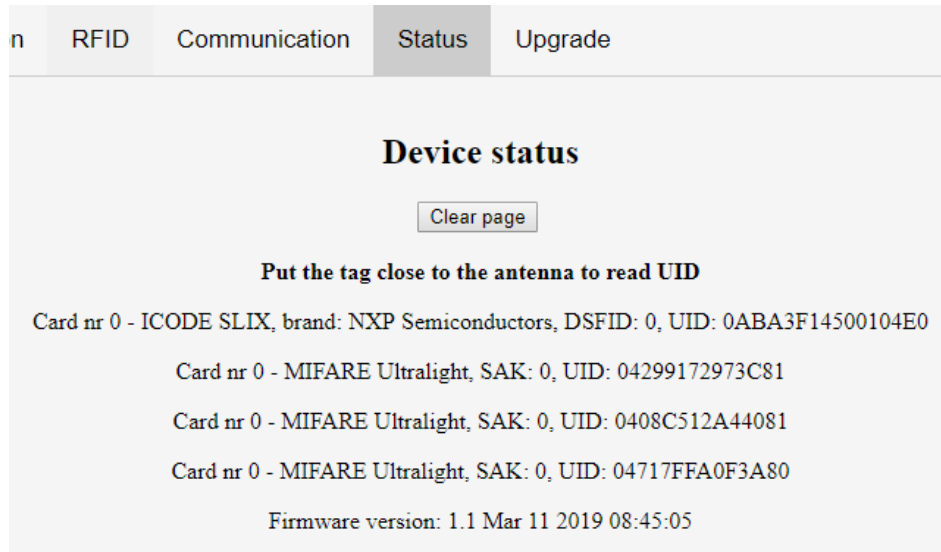 n RFID Communication Status Upgrade
Device status
Clear page
Put the tag close to the antenna to read UID
Card nr 0 - ICODE SLIX, brand: NXP Semiconductors, DSFID: 0, UID: 0ABA3F14500104E0
Card nr 0 - MIFARE Ultralight, SAK: 0, UID: 04299172973C81
Card nr 0 - MIFARE Ultralight, SAK: 0, UID: 0408C512A44081
Card nr 0 - MIFARE Ultralight, SAK: 0, UID: 04717FFA0F3A80
Firmware version: 1.1 Mar 11 2019 08:45:05